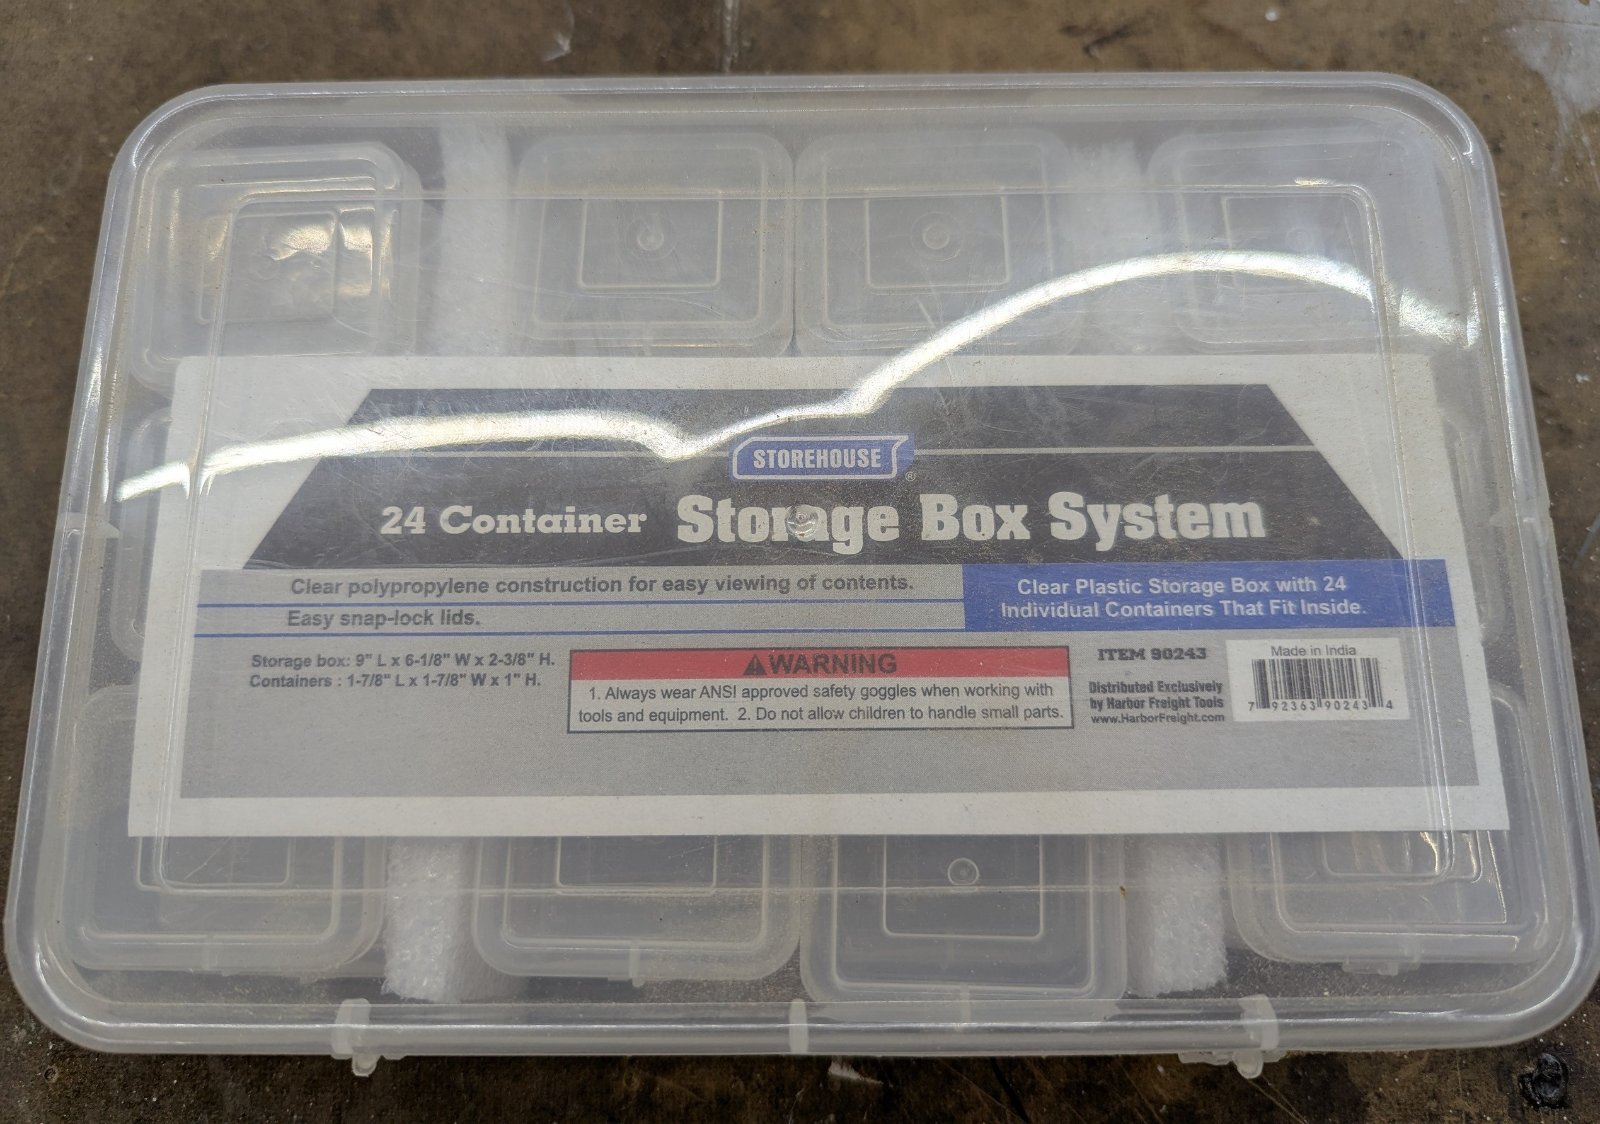 STOREHOUSE
®
24 Container Storage Box System
Clear polypropylene construction for easy viewing of contents.
Easy snap-lock lids.
Clear Plastic Storage Box with 24
Individual Containers That Fit Inside.
Storage box: 9" L x 6-1/8" W x 2-3/8" H.
Containers : 1-7/8" L x 1-7/8" W x 1" H.
WARNING
1. Always wear ANSI approved safety goggles when working with
tools and equipment. 2. Do not allow children to handle small parts.
ITEM 90243
Distributed Exclusively
by Harbor Freight Tools
www.HarborFreight.com
Made in India
7 92363 90243 4